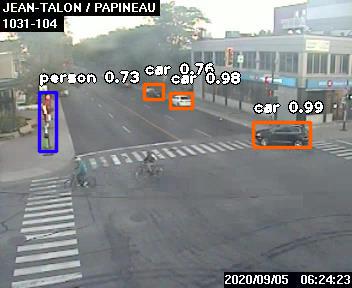 JEAN-TALON / PAPINEAU
1031-104
person 0.73
car 0.76
car 0.98
car 0.99
2020/09/05 06:24:23